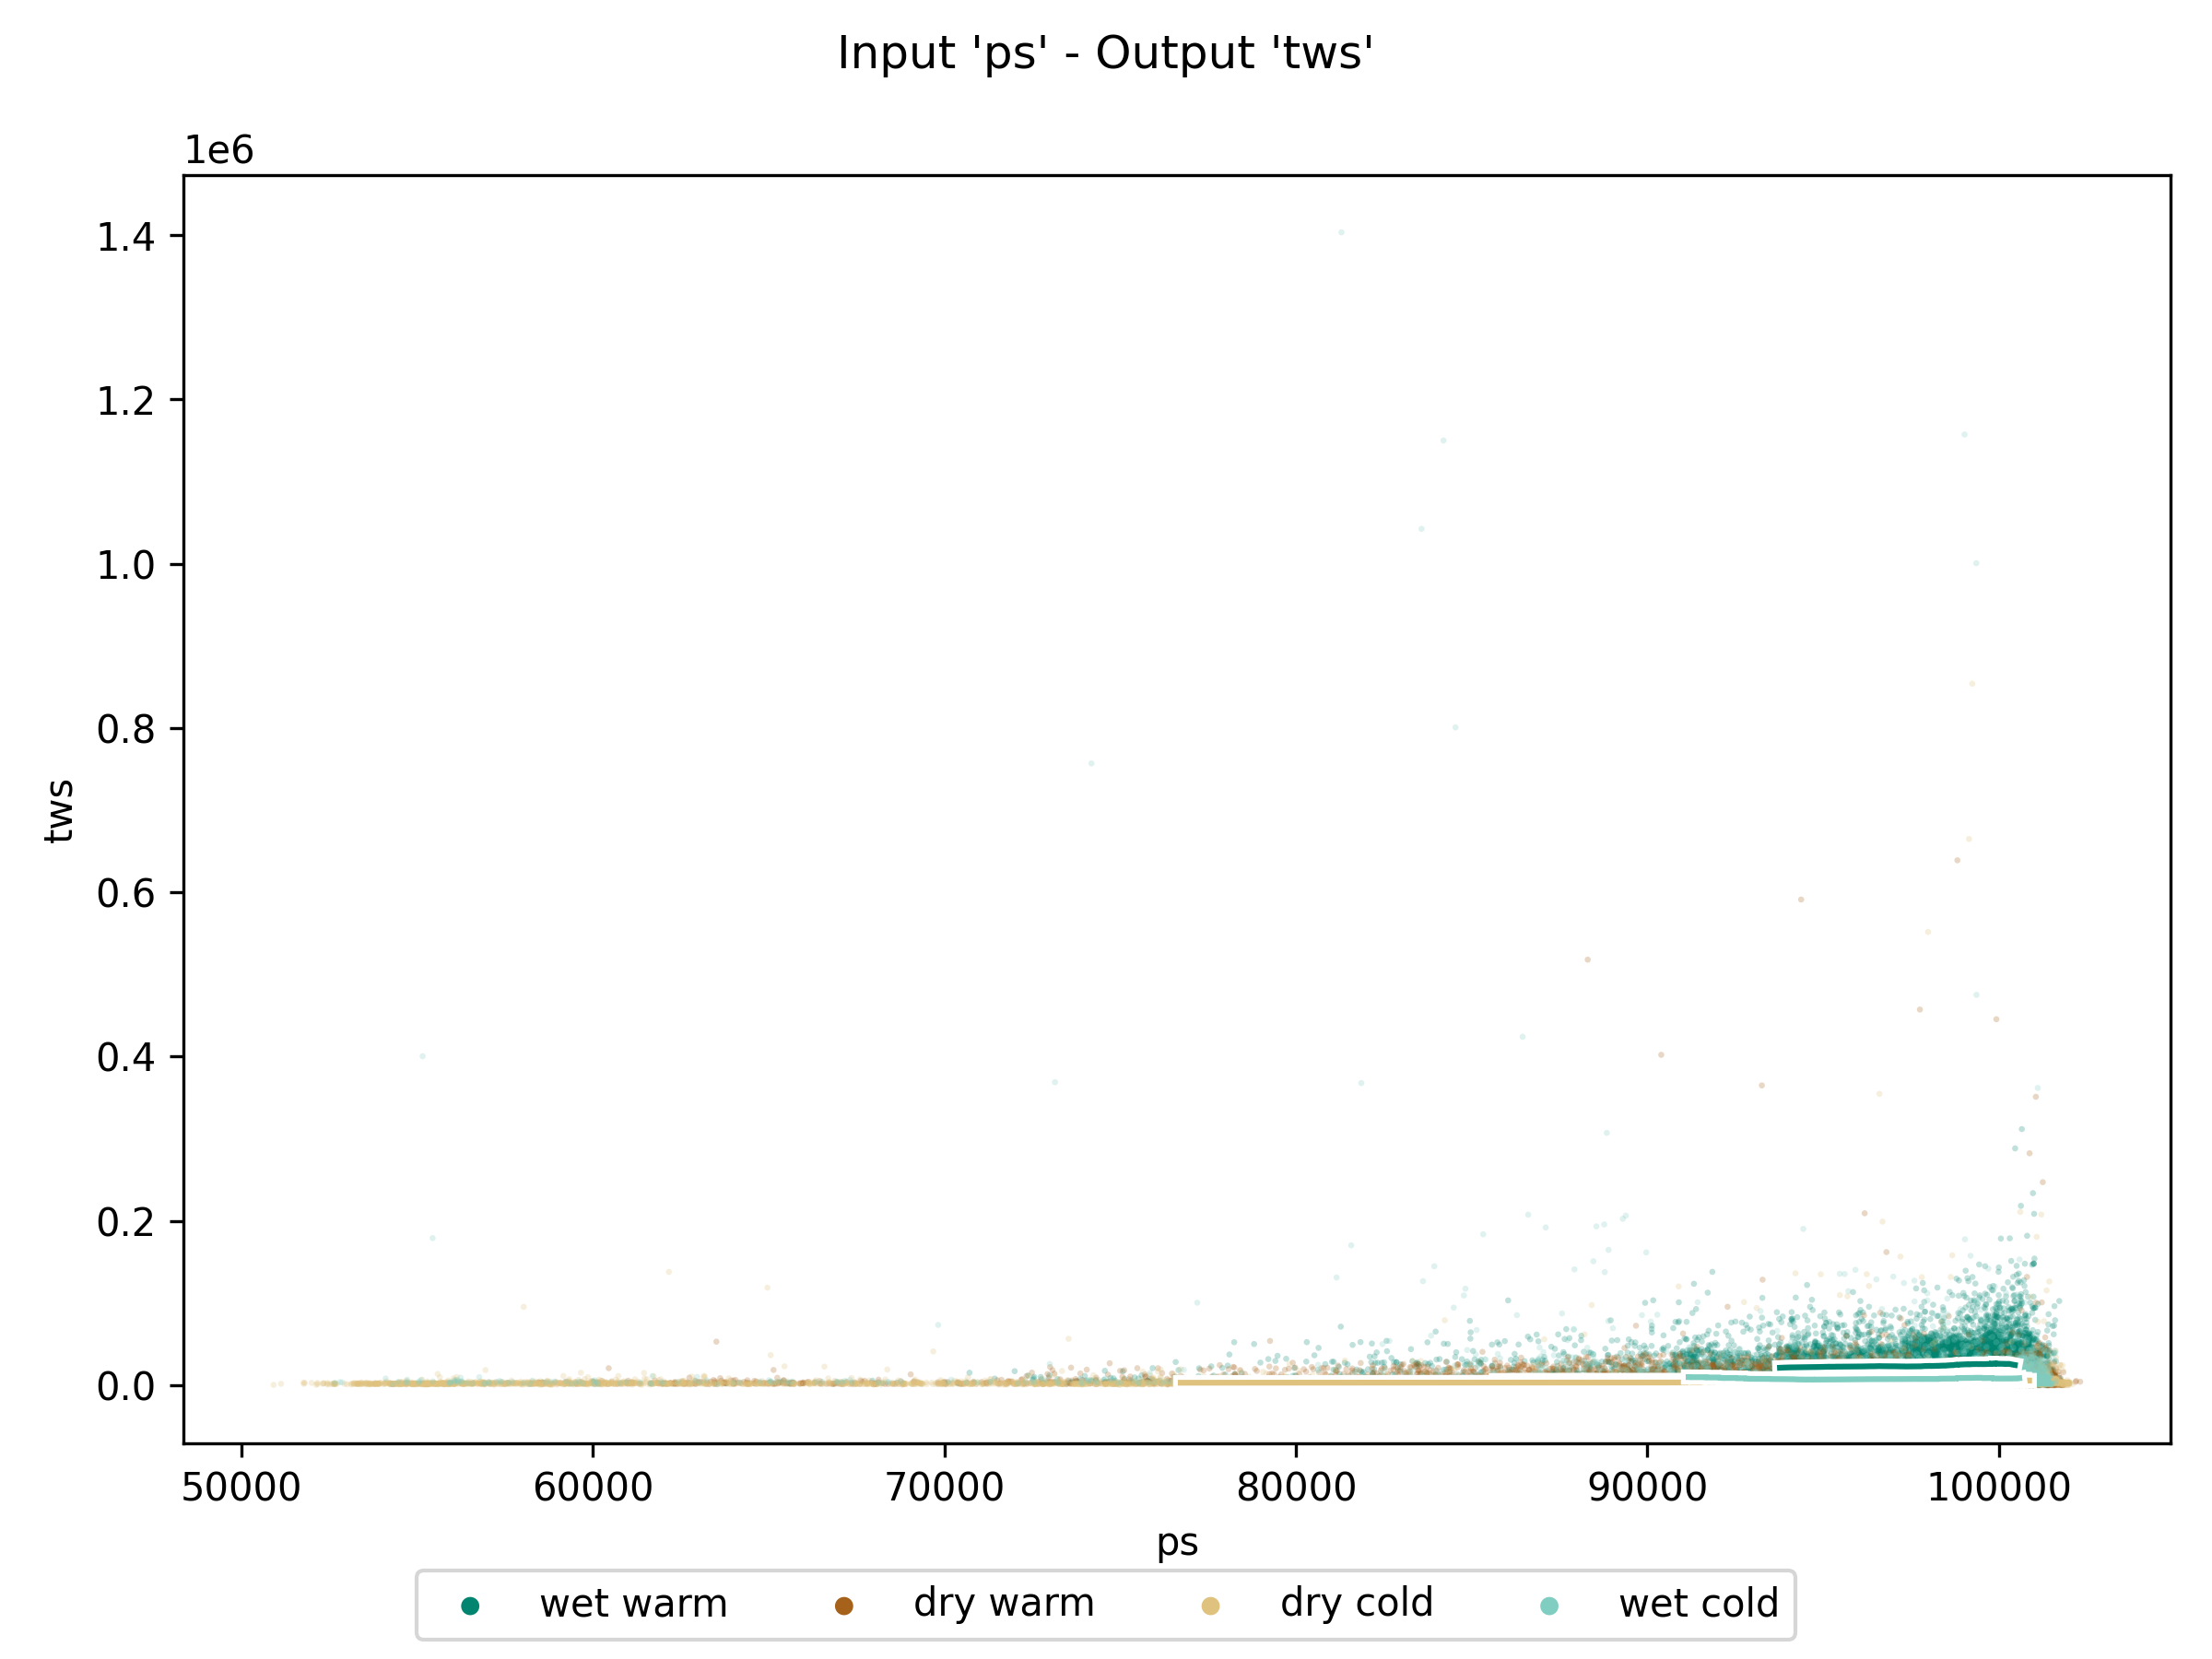 Input 'ps' - Output 'tws'
1e6
1.4
1.2
1.0
0.8
0.6
0.4
0.2
0.0
tws
50000 60000 70000 80000 90000 100000
ps
wet warm dry warm dry cold wet cold